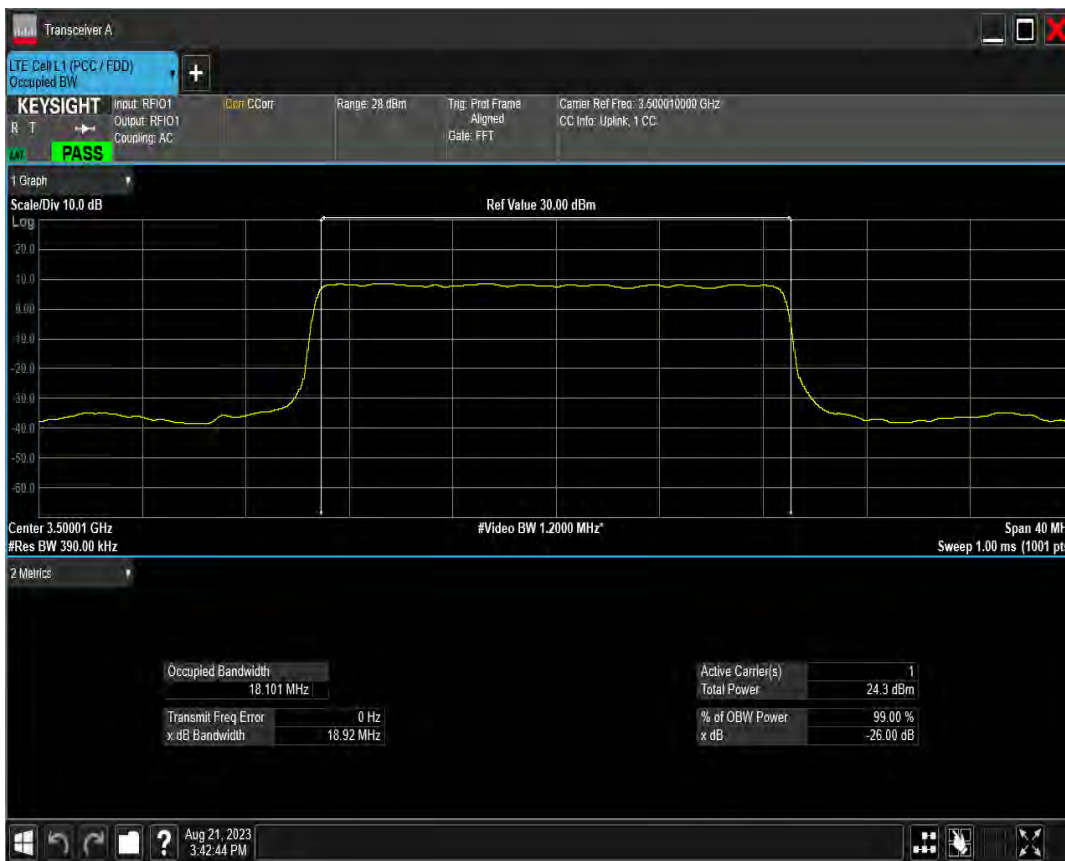 Transceiver A
LTE Cell L1 (PCC / FDD)
Occupied BW
+
KEYSIGHT
R T
PASS
Input: RFIO1
Output: RFIO1
Coupling: AC
Corr CCorr
Range: 28 dBm
Trig: Prot Frame
Aligned
Gate: FFT
Carrier Ref Freq: 3.500010000 GHz
CC Info: Uplink, 1 CC
1 Graph
Scale/Div 10.0 dB
Ref Value 30.00 dBm
Log
20.0
10.0
0.00
-10.0
-20.0
-30.0
-40.0
-50.0
-60.0
Center 3.50001 GHz
#Video BW 1.2000 MHz*
Span 40 MH
#Res BW 390.00 kHz
Sweep 1.00 ms (1001 pt
2 Metrics
Occupied Bandwidth
18.101 MHz
Transmit Freq Error 0 Hz
x dB Bandwidth 18.92 MHz
Active Carrier(s) 1
Total Power 24.3 dBm
% of OBW Power 99.00 %
x dB -26.00 dB
?
Aug 21, 2023
3:42:44 PM